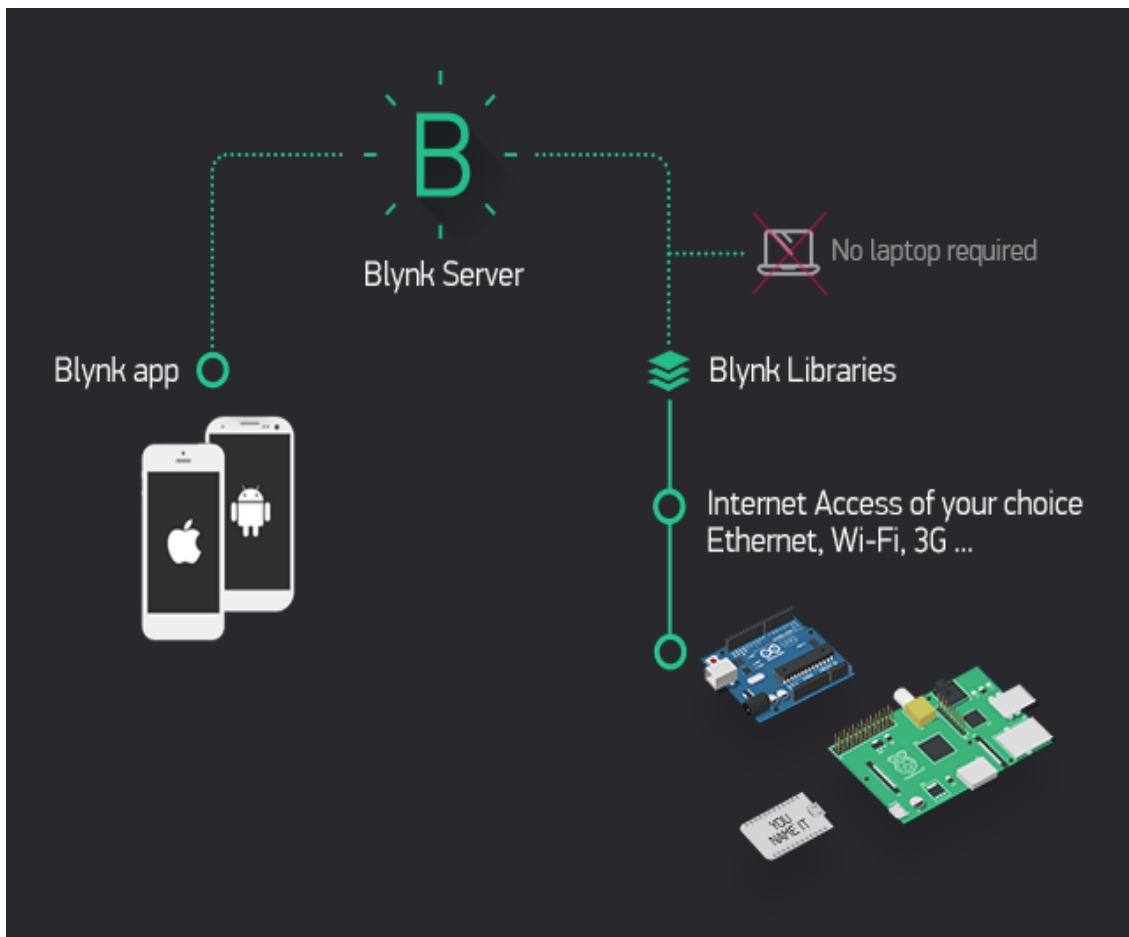 B
Blynk Server
No laptop required
Blynk app
Blynk Libraries
Internet Access of your choice
Ethernet, Wi-Fi, 3G ...
YOU
NAME IT